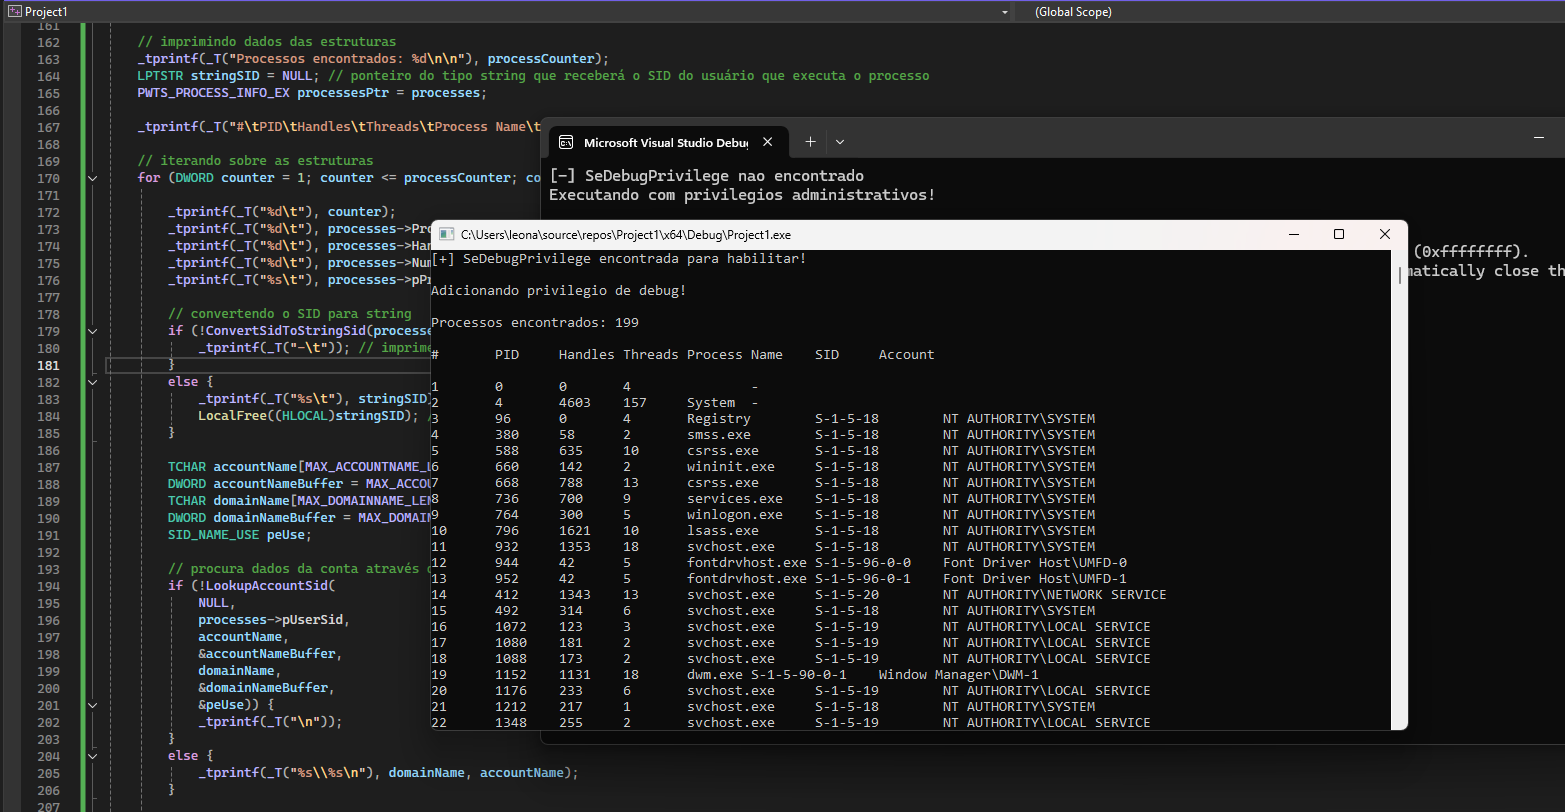 Project1
(Global Scope)
161
162 // imprimindo dados das estruturas
163 _tprintf(_T("Processos encontrados: %d\n\n"), processCounter);
164 LPTSTR stringSID = NULL; // ponteiro do tipo string que receberá o SID do usuário que executa o processo
165 PWTS_PROCESS_INFO_EX processesPtr = processes;
166
167 _tprintf(_T("#\tPID\tHandles\tThreads\tProcess Name\t
168
169 // iterando sobre as estruturas
170 for (DWORD counter = 1; counter <= processCounter; co
171
172 _tprintf(_T("%d\t"), counter);
173 _tprintf(_T("%d\t"), processes->Pro
174 _tprintf(_T("%d\t"), processes->Han
175 _tprintf(_T("%d\t"), processes->Num
176 _tprintf(_T("%s\t"), processes->pPr
177
178 // convertendo o SID para string
179 if (!ConvertSidToStringSid(processe
180 _tprintf(_T("-\t")); // imprime
181 }
182 else {
183 _tprintf(_T("%s\t"), stringSID)
184 LocalFree((HLOCAL)stringSID); /
185 }
186
187 TCHAR accountName[MAX_ACCOUNTNAME_L
188 DWORD accountNameBuffer = MAX_ACCOU
189 TCHAR domainName[MAX_DOMAINNAME_LEN
190 DWORD domainNameBuffer = MAX_DOMAIN
191 SID_NAME_USE peUse;
192
193 // procura dados da conta através d
194 if (!LookupAccountSid(
195 NULL,
196 processes->pUserSid,
197 accountName,
198 &accountNameBuffer,
199 domainName,
200 &domainNameBuffer,
201 &peUse)) {
202 _tprintf(_T("\n"));
203 }
204 else {
205 _tprintf(_T("%s\\%s\n"), domainName, accountName);
206 }
207
Microsoft Visual Studio Debug
[-] SeDebugPrivilege nao encontrado
Executando com privilegios administrativos!
(0xffffffff).
matically close th
C:\Users\leona\source\repos\Project1\x64\Debug\Project1.exe
[+] SeDebugPrivilege encontrada para habilitar!
Adicionando privilegio de debug!
Processos encontrados: 199
# PID Handles Threads Process Name SID Account
1 0 0 4 -
2 4 4603 157 System -
3 96 0 4 Registry S-1-5-18 NT AUTHORITY\SYSTEM
4 380 58 2 smss.exe S-1-5-18 NT AUTHORITY\SYSTEM
5 588 635 10 csrss.exe S-1-5-18 NT AUTHORITY\SYSTEM
6 660 142 2 wininit.exe S-1-5-18 NT AUTHORITY\SYSTEM
7 668 788 13 csrss.exe S-1-5-18 NT AUTHORITY\SYSTEM
8 736 700 9 services.exe S-1-5-18 NT AUTHORITY\SYSTEM
9 764 300 5 winlogon.exe S-1-5-18 NT AUTHORITY\SYSTEM
10 796 1621 10 lsass.exe S-1-5-18 NT AUTHORITY\SYSTEM
11 932 1353 18 svchost.exe S-1-5-18 NT AUTHORITY\SYSTEM
12 944 42 5 fontdrvhost.exe S-1-5-96-0-0 Font Driver Host\UMFD-0
13 952 42 5 fontdrvhost.exe S-1-5-96-0-1 Font Driver Host\UMFD-1
14 412 1343 13 svchost.exe S-1-5-20 NT AUTHORITY\NETWORK SERVICE
15 492 314 6 svchost.exe S-1-5-18 NT AUTHORITY\SYSTEM
16 1072 123 3 svchost.exe S-1-5-19 NT AUTHORITY\LOCAL SERVICE
17 1080 181 2 svchost.exe S-1-5-19 NT AUTHORITY\LOCAL SERVICE
18 1088 173 2 svchost.exe S-1-5-19 NT AUTHORITY\LOCAL SERVICE
19 1152 1131 18 dwm.exe S-1-5-90-0-1 Window Manager\DWM-1
20 1176 233 6 svchost.exe S-1-5-19 NT AUTHORITY\LOCAL SERVICE
21 1212 217 1 svchost.exe S-1-5-18 NT AUTHORITY\SYSTEM
22 1348 255 2 svchost.exe S-1-5-19 NT AUTHORITY\LOCAL SERVICE